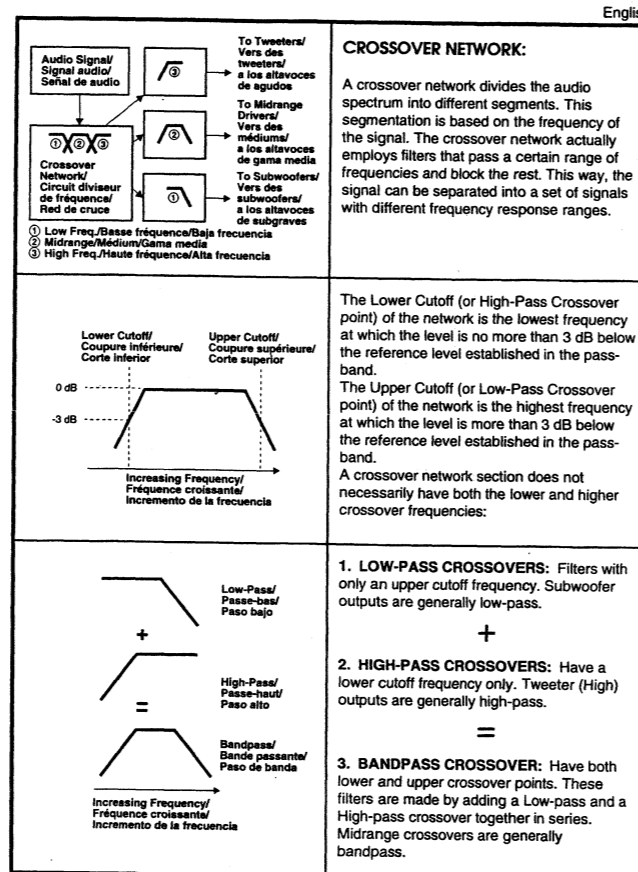 Englis
Audio Signal/
Signal audio/
Señal de audio
③
To Tweeters/
Vers des
tweeters/
a los altavoces
de agudos
①②③
Crossover
Network/
Circuit diviseur
de fréquence/
Red de cruce
②
To Midrange
Drivers/
Vers des
médiums/
a los altavoces
de gama media
①
To Subwoofers/
Vers des
subwoofers/
a los altavoces
de subgraves
① Low Freq./Basse fréquence/Baja frecuencia
② Midrange/Médium/Gama media
③ High Freq./Haute fréquence/Alta frecuencia
CROSSOVER NETWORK:
A crossover network divides the audio
spectrum into different segments. This
segmentation is based on the frequency of
the signal. The crossover network actually
employs filters that pass a certain range of
frequencies and block the rest. This way, the
signal can be separated into a set of signals
with different frequency response ranges.
Lower Cutoff/
Coupure inférieure/
Corte inferior
Upper Cutoff/
Coupure supérieure/
Corte superior
0 dB
-3 dB
Increasing Frequency/
Fréquence croissante/
Incremento de la frecuencia
The Lower Cutoff (or High-Pass Crossover
point) of the network is the lowest frequency
at which the level is no more than 3 dB below
the reference level established in the pass-
band.
The Upper Cutoff (or Low-Pass Crossover
point) of the network is the highest frequency
at which the level is more than 3 dB below
the reference level established in the pass-
band.
A crossover network section does not
necessarily have both the lower and higher
crossover frequencies:
Low-Pass/
Passe-bas/
Paso bajo
+
High-Pass/
Passe-haut/
Paso alto
=
Bandpass/
Bande passante/
Paso de banda
Increasing Frequency/
Fréquence croissante/
Incremento de la frecuencia
1. LOW-PASS CROSSOVERS: Filters with
only an upper cutoff frequency. Subwoofer
outputs are generally low-pass.
+
2. HIGH-PASS CROSSOVERS: Have a
lower cutoff frequency only. Tweeter (High)
outputs are generally high-pass.
=
3. BANDPASS CROSSOVER: Have both
lower and upper crossover points. These
filters are made by adding a Low-pass and a
High-pass crossover together in series.
Midrange crossovers are generally
bandpass.